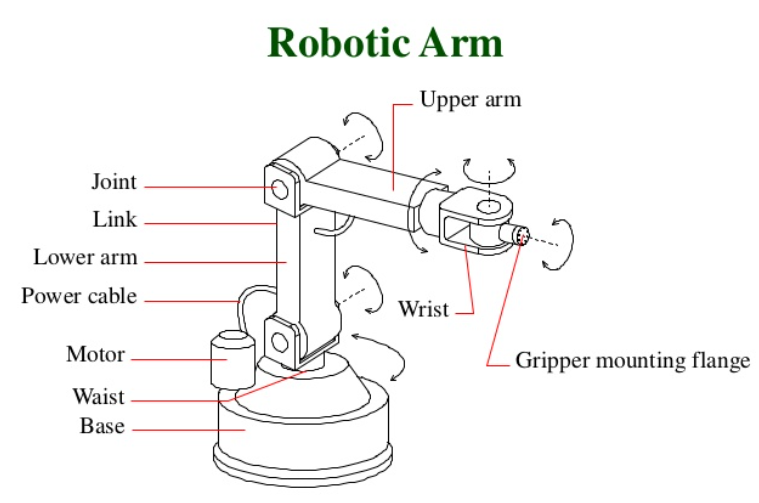 Robotic Arm
Upper arm
Joint
Link
Lower arm
Power cable
Wrist
Motor
Gripper mounting flange
Waist
Base